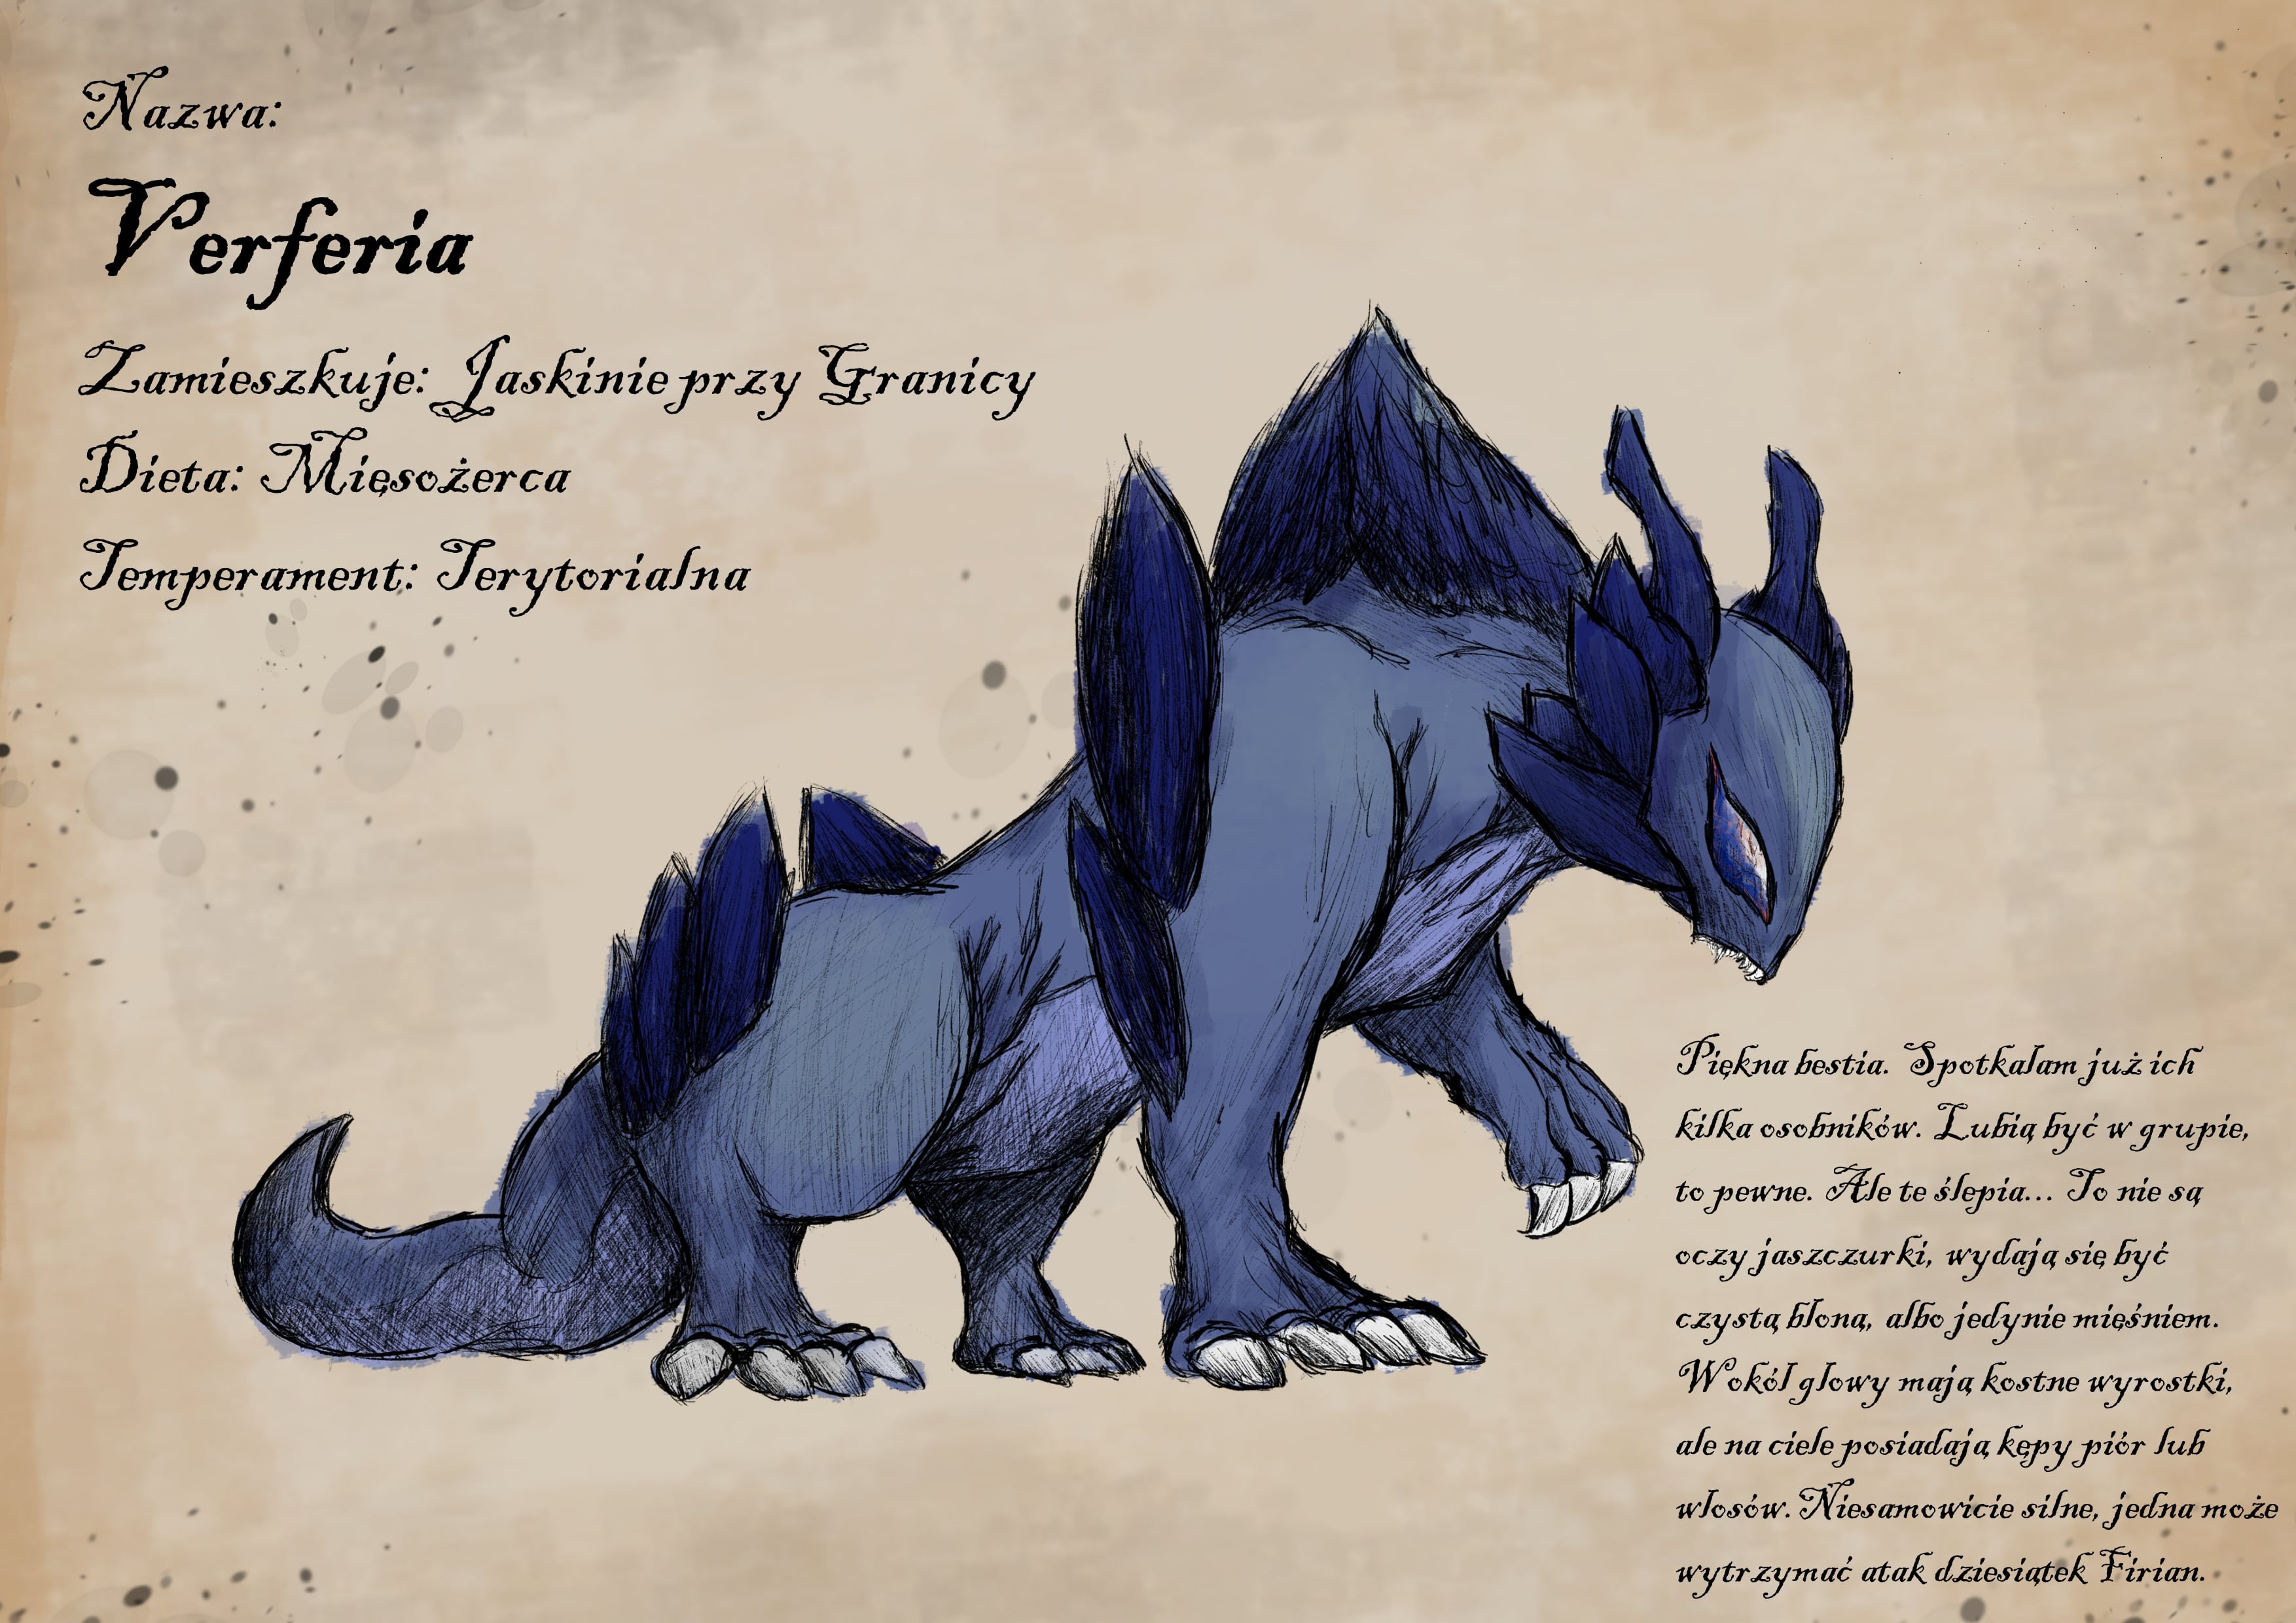 Nazwa:
Verferia
Zamieszkuje: Jaskinie przy Granicy
Dieta: Mięsożerca
Temperament: Terytorialna
Piękna bestia. Spotkałam już ich
kilka osobników. Lubią być w grupie,
to pewne. Ale te ślepia... To nie są
oczy jaszczurki, wydają się być
czystą błoną, albo jedynie mięśniem.
Wokół głowy mają kostne wyrostki,
ale na ciele posiadają kępy piór lub
włosów. Niesamowicie silne, jedna może
wytrzymać atak dziesiątek Firian.